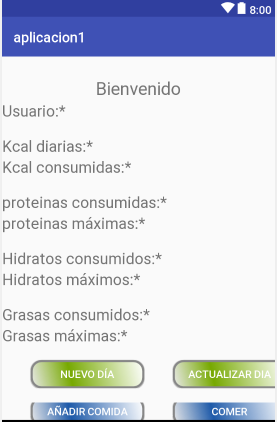 8:00
aplicacion1
Bienvenido
Usuario:*
Kcal diarias:*
Kcal consumidas:*
proteinas consumidas:*
proteinas máximas:*
Hidratos consumidos:*
Hidratos máximos:*
Grasas consumidos:*
Grasas máximas:*
NUEVO DÍA ACTUALIZAR DIA
AÑADIR COMIDA COMER